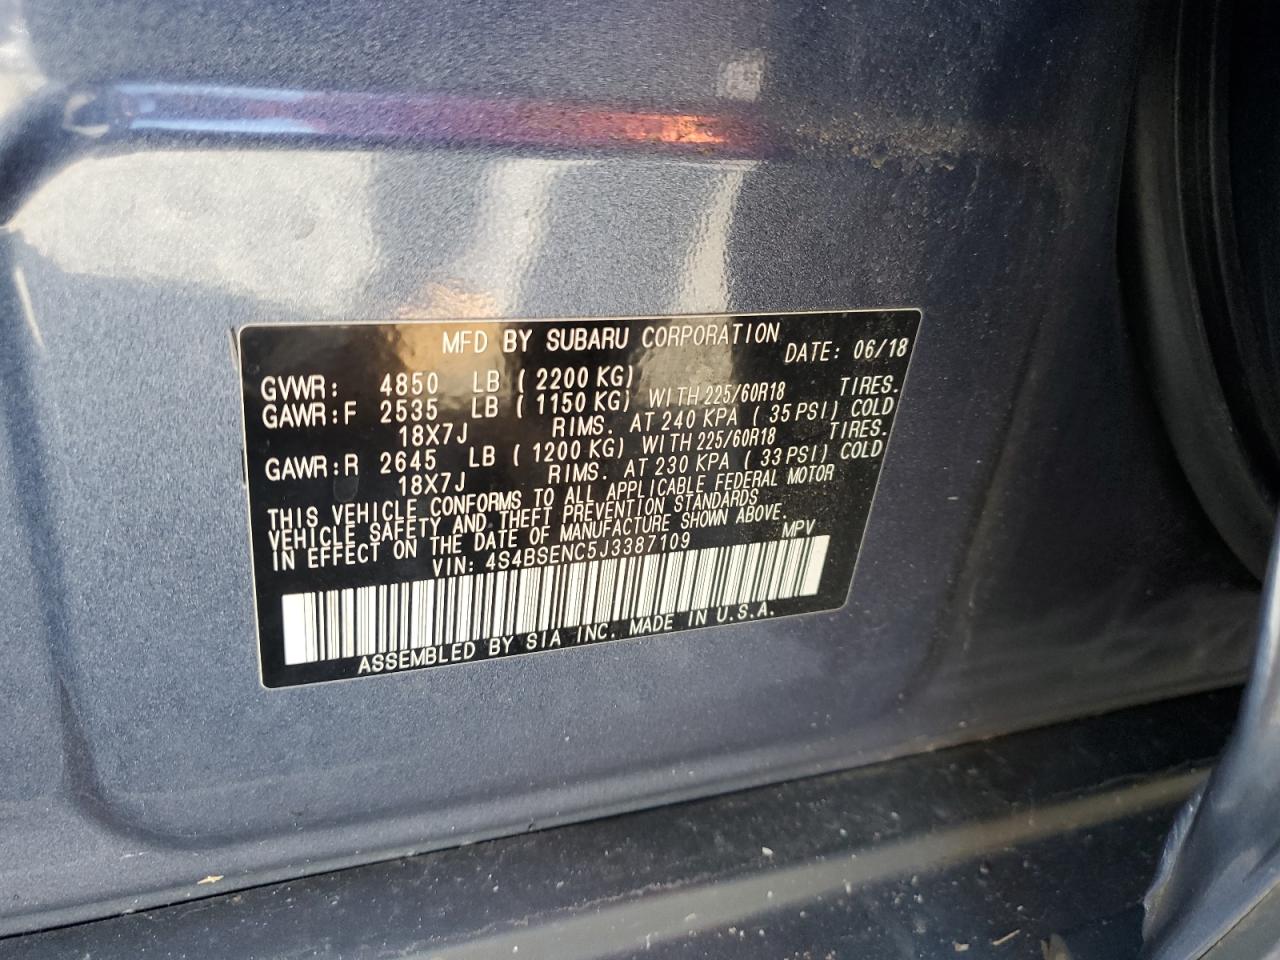 MFD BY SUBARU CORPORATION DATE: 06/18
GVWR: 4850 LB ( 2200 KG)
GAWR:F 2535 LB ( 1150 KG) WITH 225/60R18 TIRES.
18X7J RIMS. AT 240 KPA ( 35 PSI) COLD
GAWR:R 2645 LB ( 1200 KG) WITH 225/60R18 TIRES.
18X7J RIMS. AT 230 KPA ( 33 PSI) COLD
THIS VEHICLE CONFORMS TO ALL APPLICABLE FEDERAL MOTOR
VEHICLE SAFETY AND THEFT PREVENTION STANDARDS
IN EFFECT ON THE DATE OF MANUFACTURE SHOWN ABOVE.
VIN: 4S4BSENC5J3387109 MPV
ASSEMBLED BY SIA INC. MADE IN U.S.A.